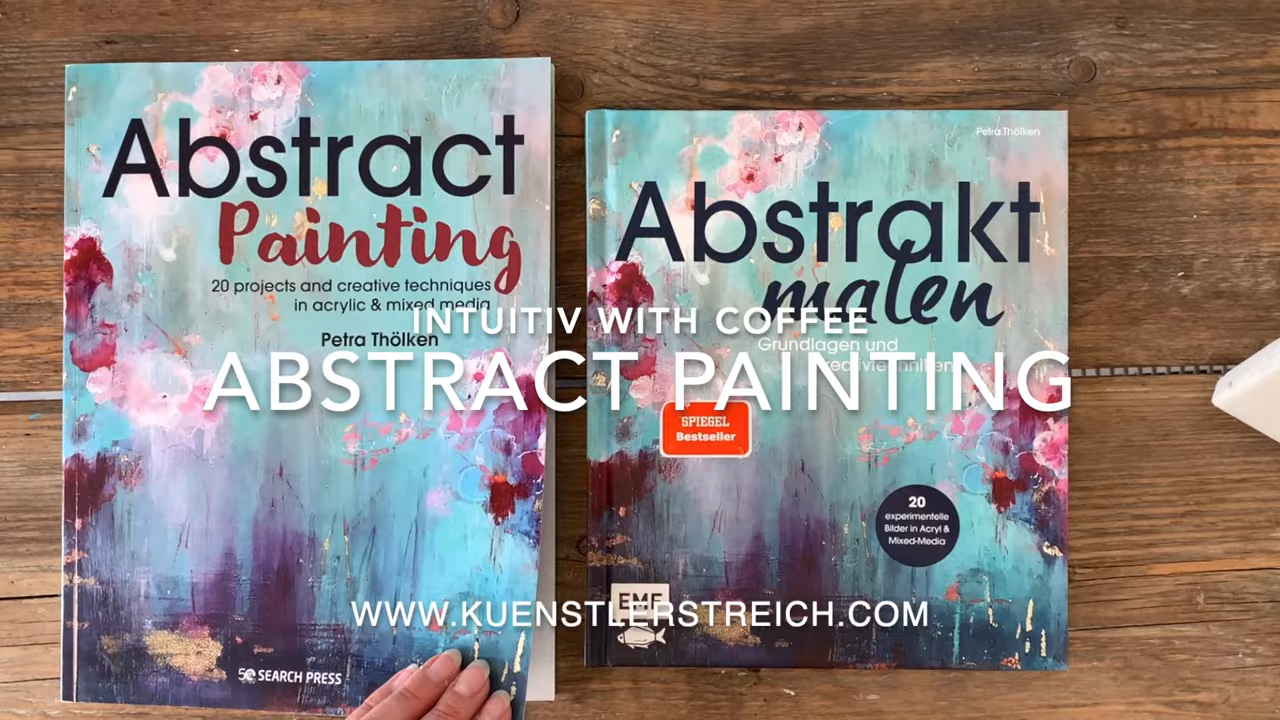 Abstract
Painting
20 projects and creative techniques
in acrylic & mixed media
Petra Thölken
SEARCH PRESS
Petra Thölken
Abstrakt
malen
Grundlagen und
SPIEGEL
Bestseller
20
experimentelle
Bilder in Acryl &
Mixed-Media
EMF
INTUITIV WITH COFFEE
ABSTRACT PAINTING
WWW.KUENSTLERSTREICH.COM